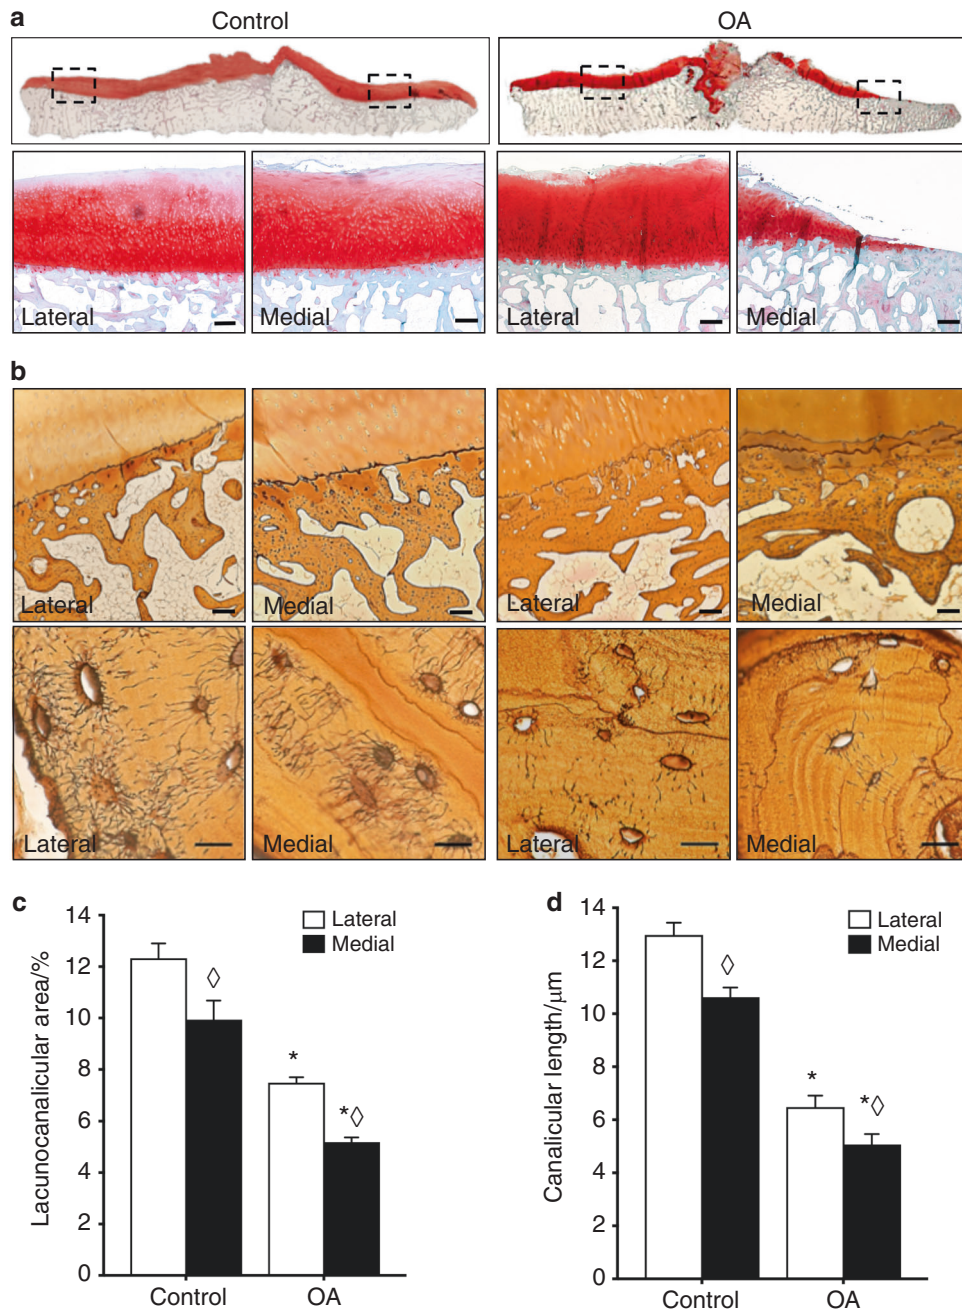 a
Control
OA
Lateral
Medial
Lateral
Medial
b
Lateral
Medial
Lateral
Medial
Lateral
Medial
Lateral
Medial
c
Lacunocanalicular area/%
14
12
10
8
6
4
2
0
Lateral
Medial
◊
*
*◊
Control
OA
d
Canalicular length/μm
14
12
10
8
6
4
2
0
Lateral
Medial
◊
*
*◊
Control
OA